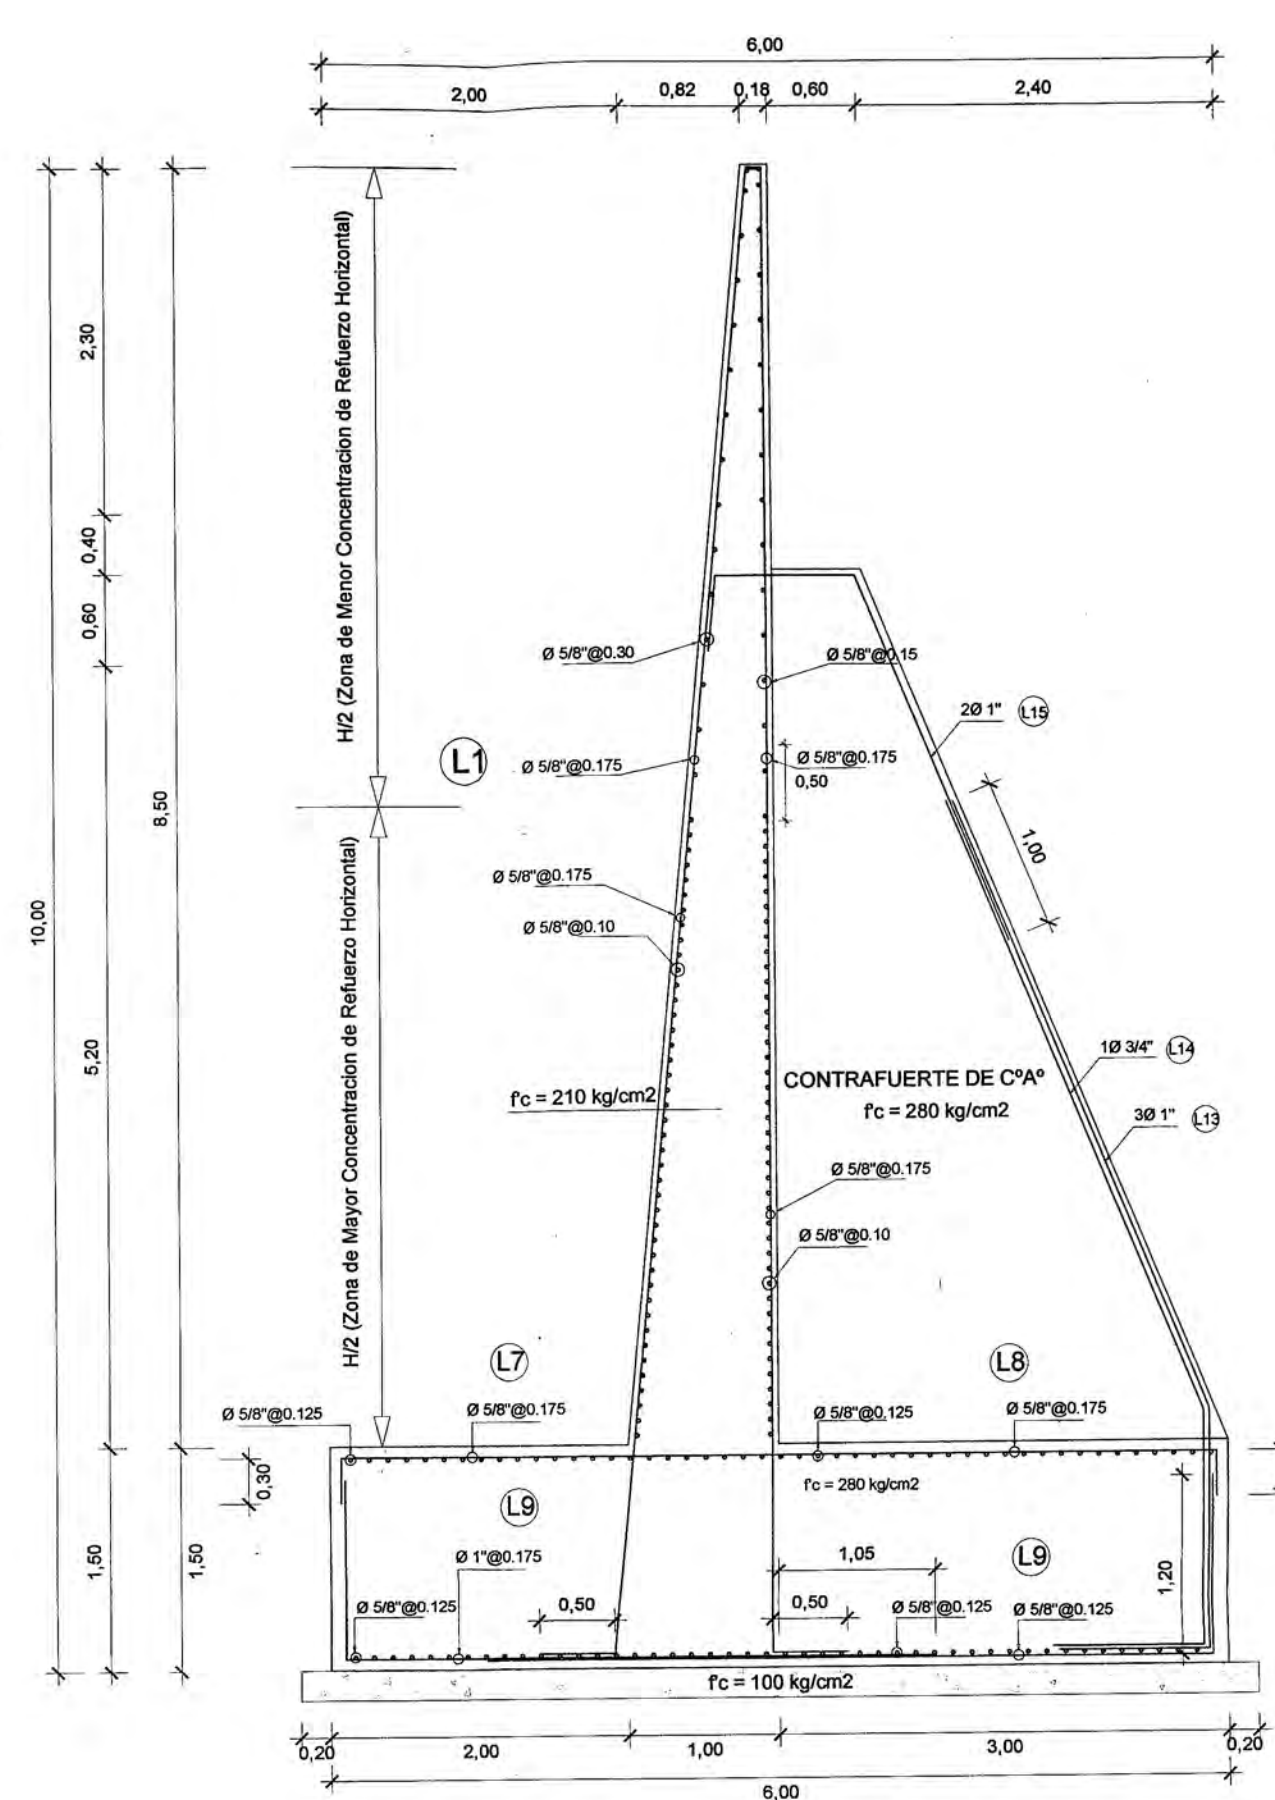 6,00
2,00
0,82
0,18
0,60
2,40
H/2 (Zona de Menor Concentracion de Refuerzo Horizontal)
2,30
0,40
0,60
8,50
10,00
5,20
Ø 5/8"@0.30
Ø 5/8"@0.15
2Ø 1" L15
L1
Ø 5/8"@0.175
Ø 5/8"@0.175
0,50
1,00
Ø 5/8"@0.175
Ø 5/8"@0.10
H/2 (Zona de Mayor Concentracion de Refuerzo Horizontal)
f'c = 210 kg/cm2
CONTRAFUERTE DE CºAº
f'c = 280 kg/cm2
1Ø 3/4" L14
3Ø 1" L13
Ø 5/8"@0.175
Ø 5/8"@0.10
L7
L8
Ø 5/8"@0.125
Ø 5/8"@0.175
Ø 5/8"@0.125
Ø 5/8"@0.175
0,30
f'c = 280 kg/cm2
L9
L9
1,50
1,50
Ø 1"@0.175
1,05
1,20
Ø 5/8"@0.125
0,50
0,50
Ø 5/8"@0.125
Ø 5/8"@0.125
f'c = 100 kg/cm2
0,20
2,00
1,00
3,00
0,20
6,00